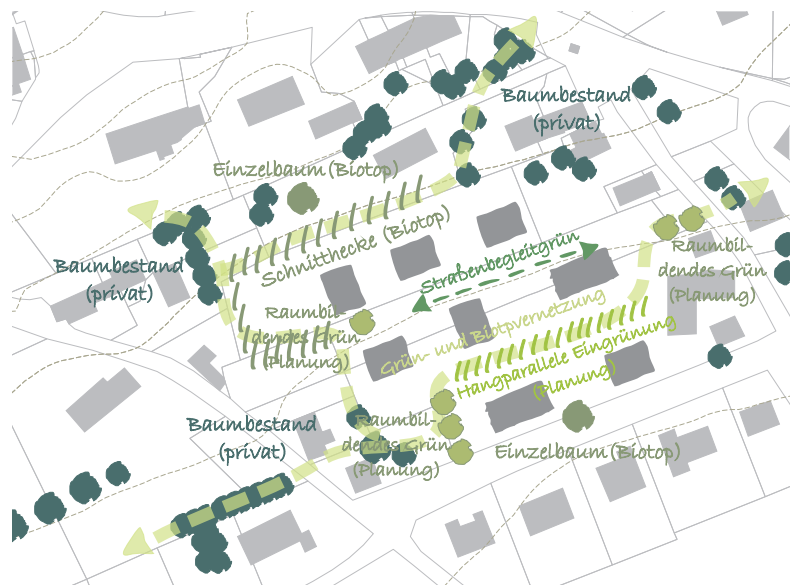 Baumbestand
(privat)
Einzelbaum (Biotop)
Schnitthecke (Biotop)
Straßenbegleitgrün
Baumbestand
(privat)
Raumbil-
dendes Grün
(Planung)
Raumbil-
dendes Grün
(Planung)
Grün- und Biotpvernetzung
Hangparallele Eingrünung
(Planung)
Baumbestand
(privat)
Raumbil-
dendes Grün
(Planung)
Einzelbaum (Biotop)